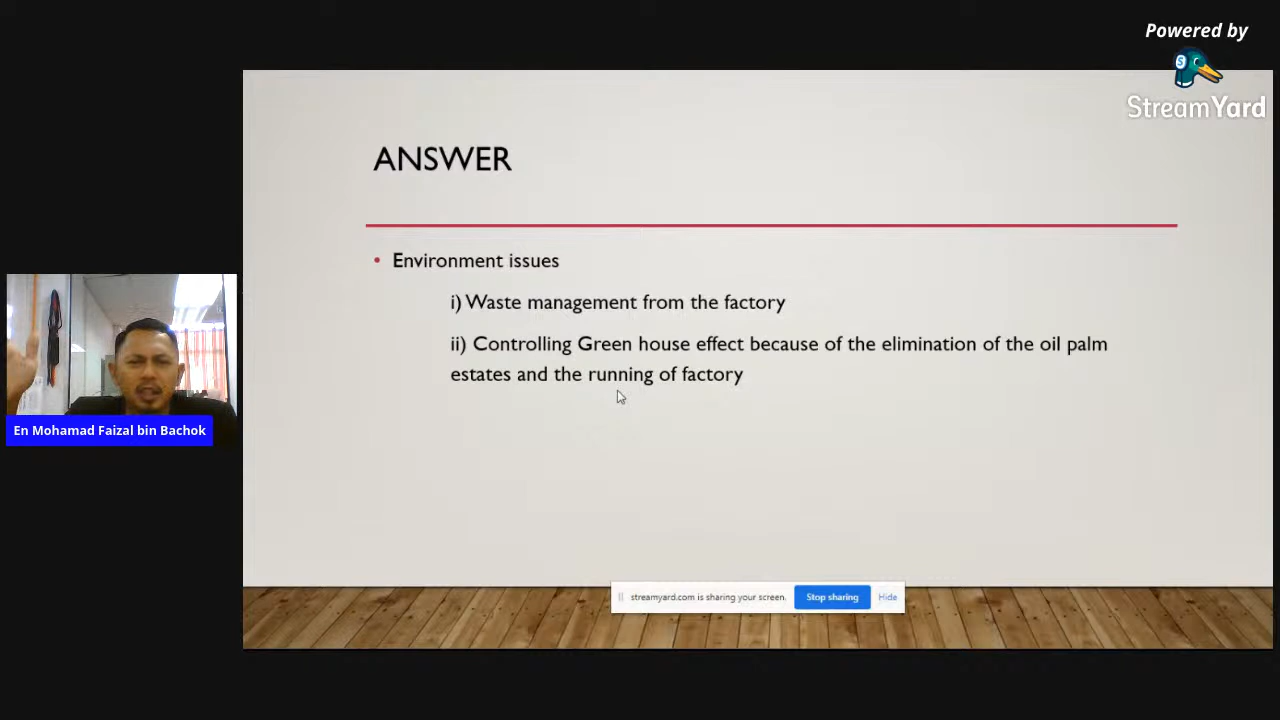 Powered by
StreamYard
ANSWER
• Environment issues
i) Waste management from the factory
ii) Controlling Green house effect because of the elimination of the oil palm
estates and the running of factory
En Mohamad Faizal bin Bachok
streamyard.com is sharing your screen. Stop sharing Hide